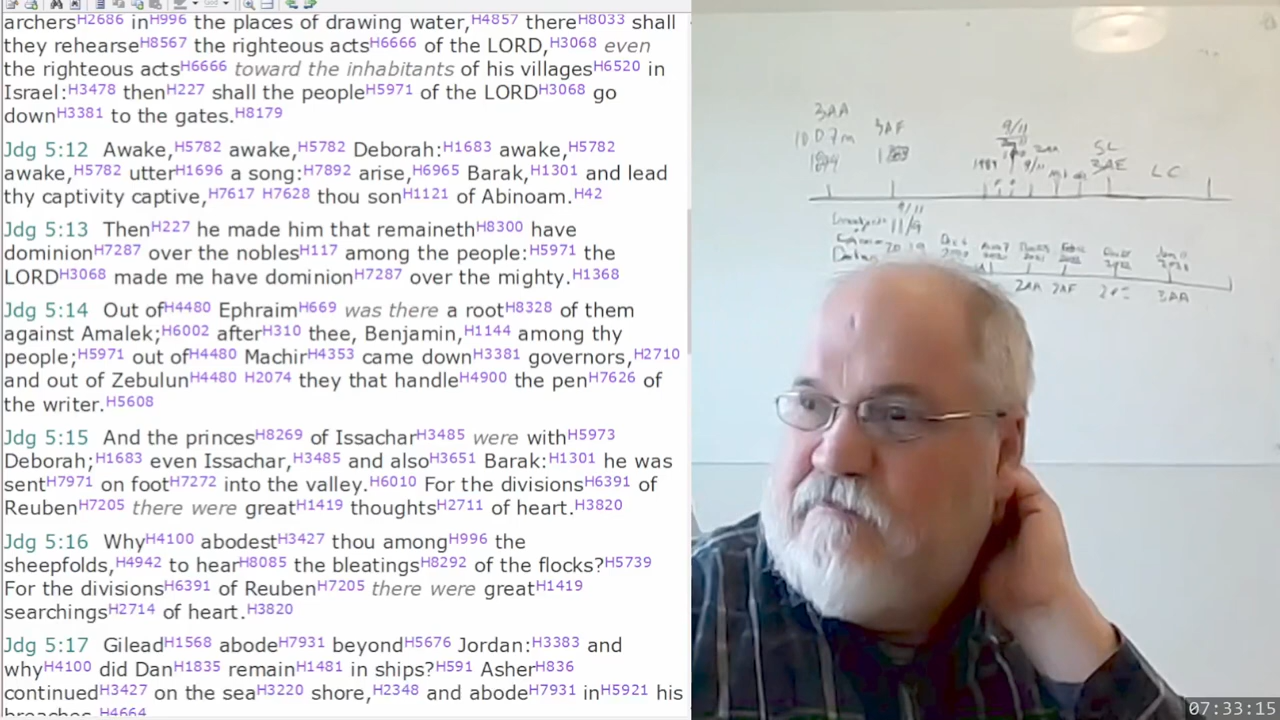 archersH2686 inH996 the places of drawing water,H4857 thereH8033 shall
they rehearseH8567 the righteous actsH6666 of the LORD,H3068 even
the righteous actsH6666 toward the inhabitants of his villagesH6520 in
Israel:H3478 thenH227 shall the peopleH5971 of the LORDH3068 go
downH3381 to the gates.H8179
Jdg 5:12 Awake,H5782 awake,H5782 Deborah:H1683 awake,H5782
awake,H5782 utterH1696 a song:H7892 arise,H6965 Barak,H1301 and lead
thy captivity captive,H7617 H7628 thou sonH1121 of Abinoam.H42
Jdg 5:13 ThenH227 he made him that remainethH8300 have
dominionH7287 over the noblesH117 among the people:H5971 the
LORDH3068 made me have dominionH7287 over the mighty.H1368
Jdg 5:14 Out ofH4480 EphraimH669 was there a rootH8328 of them
against Amalek;H6002 afterH310 thee, Benjamin,H1144 among thy
people;H5971 out ofH4480 MachirH4353 came downH3381 governors,H2710
and out of ZebulunH4480 H2074 they that handleH4900 the penH7626 of
the writer.H5608
Jdg 5:15 And the princesH8269 of IssacharH3485 were withH5973
Deborah;H1683 even Issachar,H3485 and alsoH3651 Barak:H1301 he was
sentH7971 on footH7272 into the valley.H6010 For the divisionsH6391 of
ReubenH7205 there were greatH1419 thoughtsH2711 of heart.H3820
Jdg 5:16 WhyH4100 abodestH3427 thou amongH996 the
sheepfolds,H4942 to hearH8085 the bleatingsH8292 of the flocks?H5739
For the divisionsH6391 of ReubenH7205 there were greatH1419
searchingsH2714 of heart.H3820
Jdg 5:17 GileadH1568 abodeH7931 beyondH5676 Jordan:H3383 and
whyH4100 did DanH1835 remainH1481 in ships?H591 AsherH836
continuedH3427 on the seaH3220 shore,H2348 and abodeH7931 inH5921 his
breaches.H4664
3AA
3AF
9/11
SL
3AE
LC
1989
9/11
11/9
2019
2AA 2AF
3AA
07:33:15